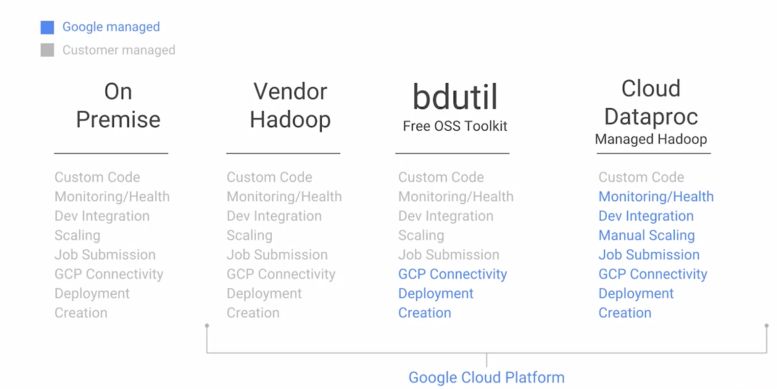 Google managed
Customer managed
On
Premise
Custom Code
Monitoring/Health
Dev Integration
Scaling
Job Submission
GCP Connectivity
Deployment
Creation
Vendor
Hadoop
Custom Code
Monitoring/Health
Dev Integration
Scaling
Job Submission
GCP Connectivity
Deployment
Creation
bdutil
Free OSS Toolkit
Custom Code
Monitoring/Health
Dev Integration
Scaling
Job Submission
GCP Connectivity
Deployment
Creation
Cloud
Dataproc
Managed Hadoop
Custom Code
Monitoring/Health
Dev Integration
Manual Scaling
Job Submission
GCP Connectivity
Deployment
Creation
Google Cloud Platform